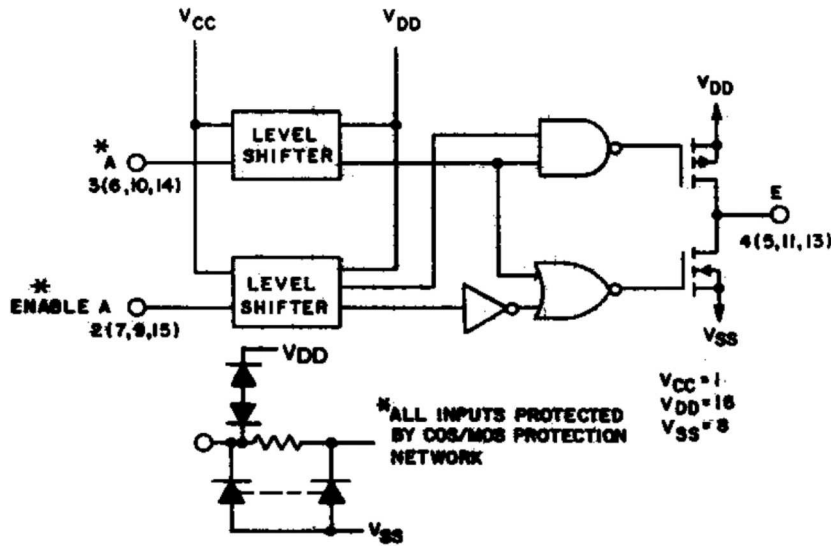 VCC
VDD
LEVEL
SHIFTER
*A
3(6,10,14)
VDD
E
4(5,11,13)
LEVEL
SHIFTER
*
ENABLE A
2(7,9,15)
VSS
VDD
*ALL INPUTS PROTECTED
BY COS/MOS PROTECTION
NETWORK
VSS
VCC=1
VDD=16
VSS=8